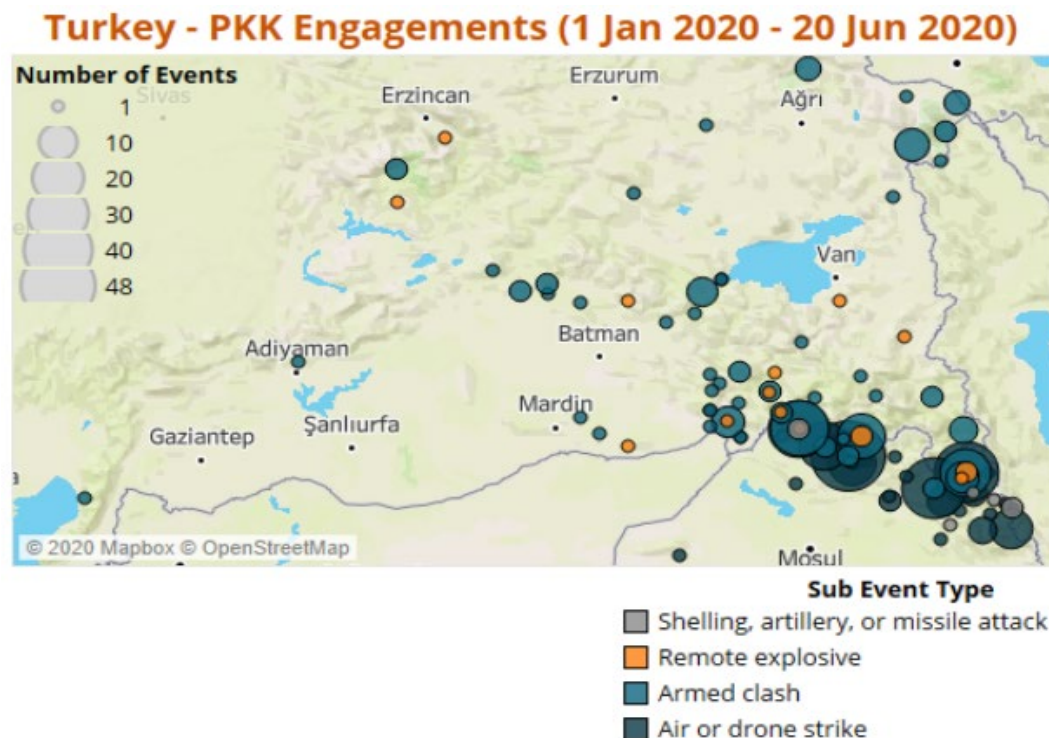 Turkey - PKK Engagements (1 Jan 2020 - 20 Jun 2020)
Number of Events
1
10
20
30
40
48
Sivas
Erzincan
Erzurum
Ağrı
Van
Batman
Adiyaman
Mardin
Şanlıurfa
Gaziantep
Mosul
© 2020 Mapbox © OpenStreetMap
Sub Event Type
Shelling, artillery, or missile attack
Remote explosive
Armed clash
Air or drone strike